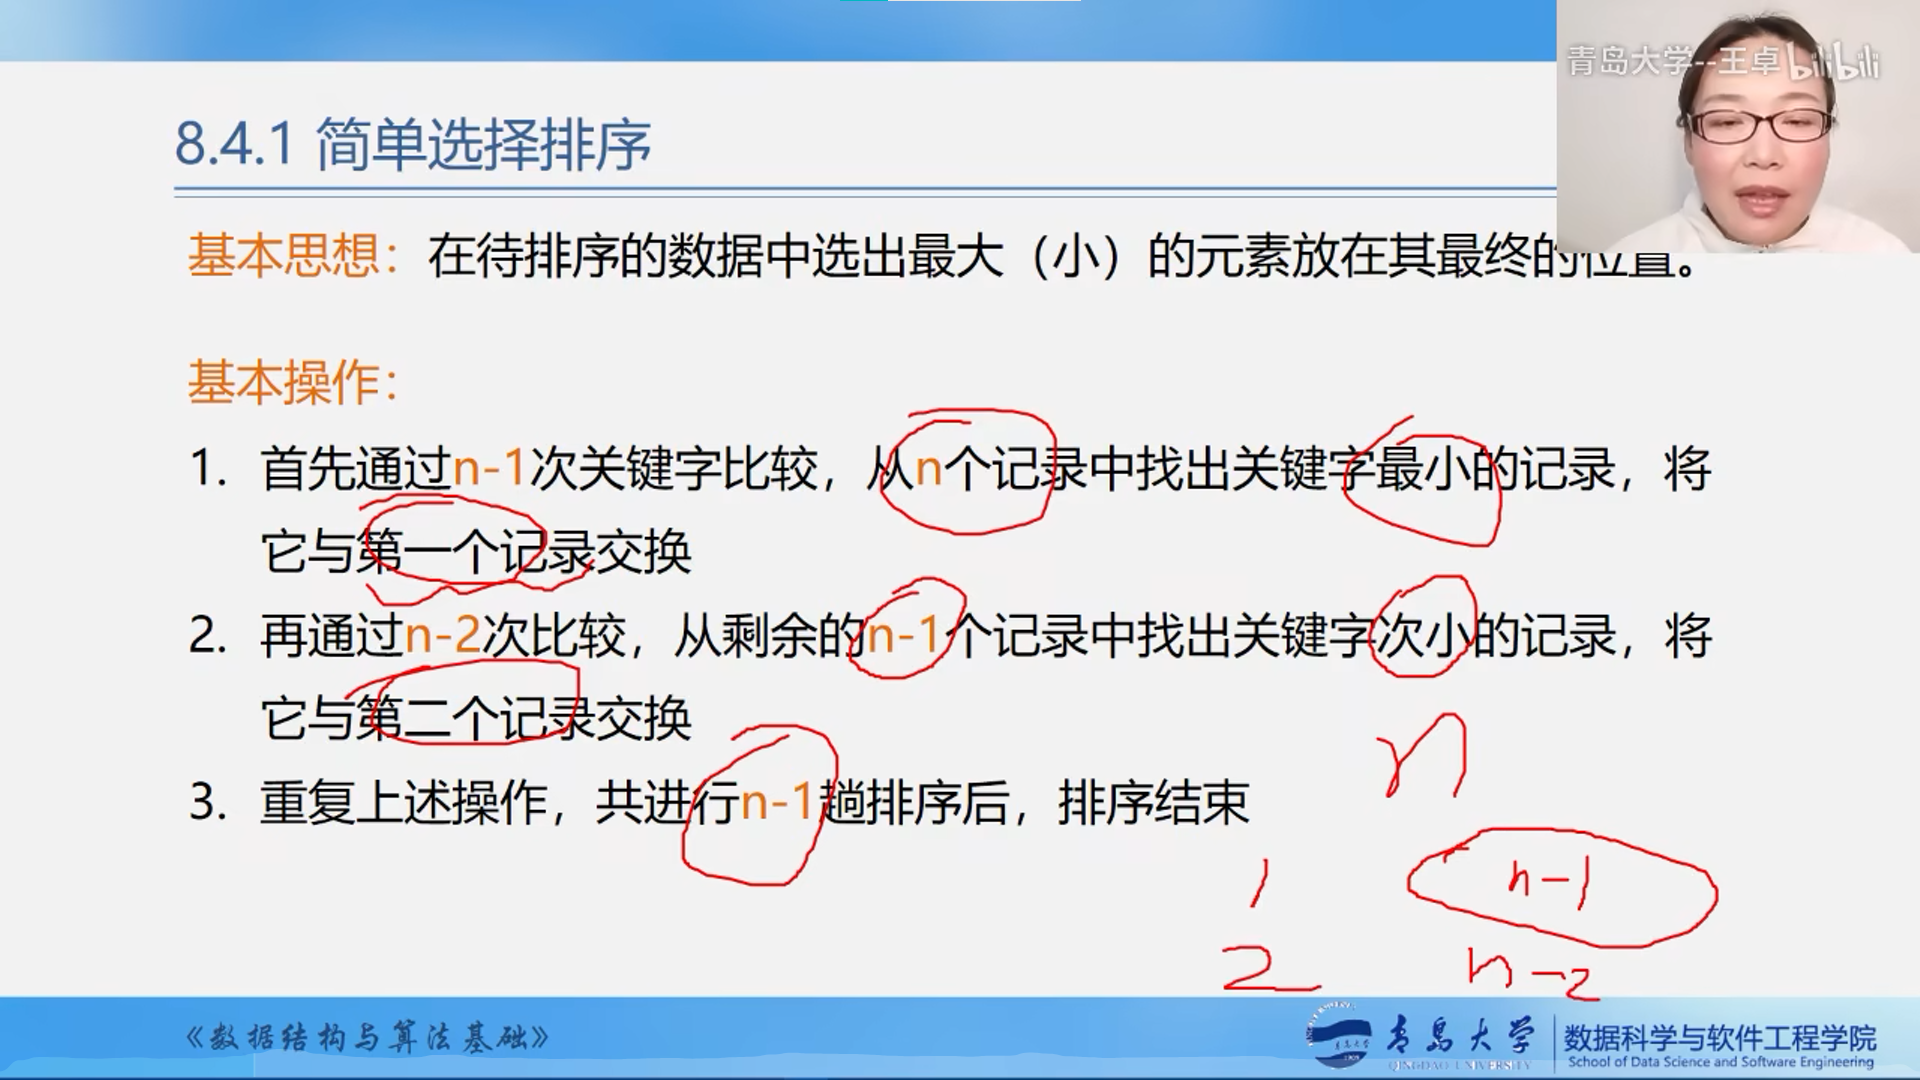 青岛大学--王卓 bilibili
8.4.1 简单选择排序
基本思想：在待排序的数据中选出最大（小）的元素放在其最终的位置。
基本操作：
1. 首先通过n-1次关键字比较，从n个记录中找出关键字最小的记录，将
它与第一个记录交换
2. 再通过n-2次比较，从剩余的n-1个记录中找出关键字次小的记录，将
它与第二个记录交换
n
3. 重复上述操作，共进行n-1趟排序后，排序结束
1 n-1
2 n-2
《数据结构与算法基础》
青岛大学 数据科学与软件工程学院
QINGDAO UNIVERSITY School of Data Science and Software Engineering